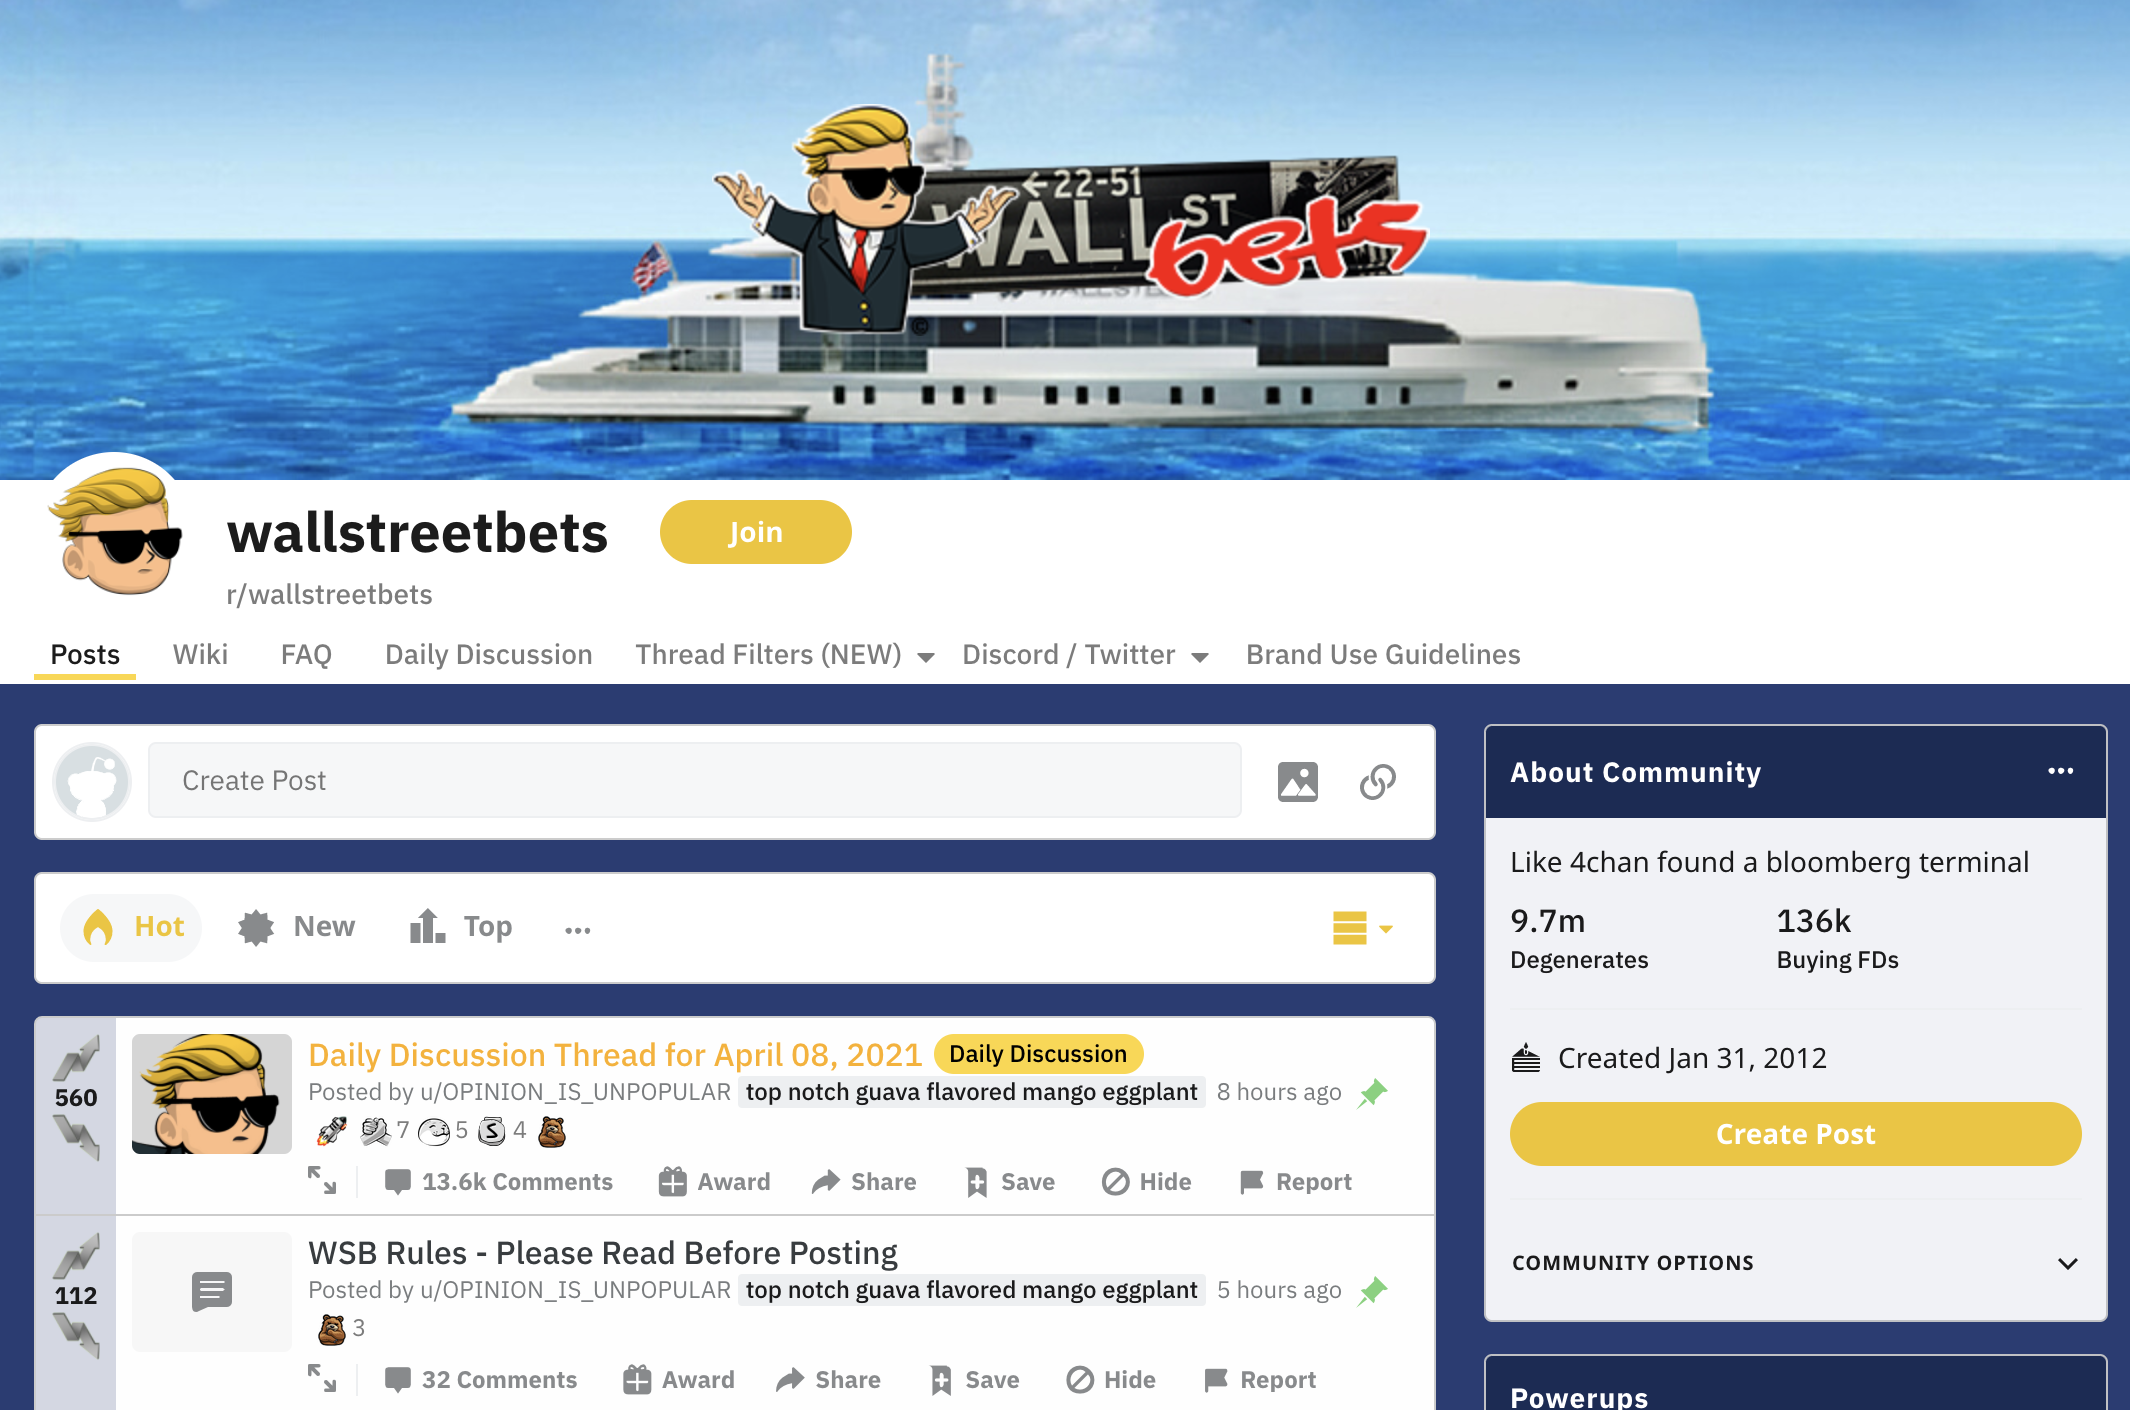 ←22-51
WALL ST
bets
wallstreetbets
Join
r/wallstreetbets
Posts Wiki FAQ Daily Discussion Thread Filters (NEW) Discord / Twitter Brand Use Guidelines
Create Post
Hot New Top ...
560
Daily Discussion Thread for April 08, 2021 Daily Discussion
Posted by u/OPINION_IS_UNPOPULAR top notch guava flavored mango eggplant 8 hours ago
7 5 S 4
13.6k Comments Award Share Save Hide Report
112
WSB Rules - Please Read Before Posting
Posted by u/OPINION_IS_UNPOPULAR top notch guava flavored mango eggplant 5 hours ago
3
32 Comments Award Share Save Hide Report
About Community ...
Like 4chan found a bloomberg terminal
9.7m 136k
Degenerates Buying FDs
Created Jan 31, 2012
Create Post
COMMUNITY OPTIONS
Powerups